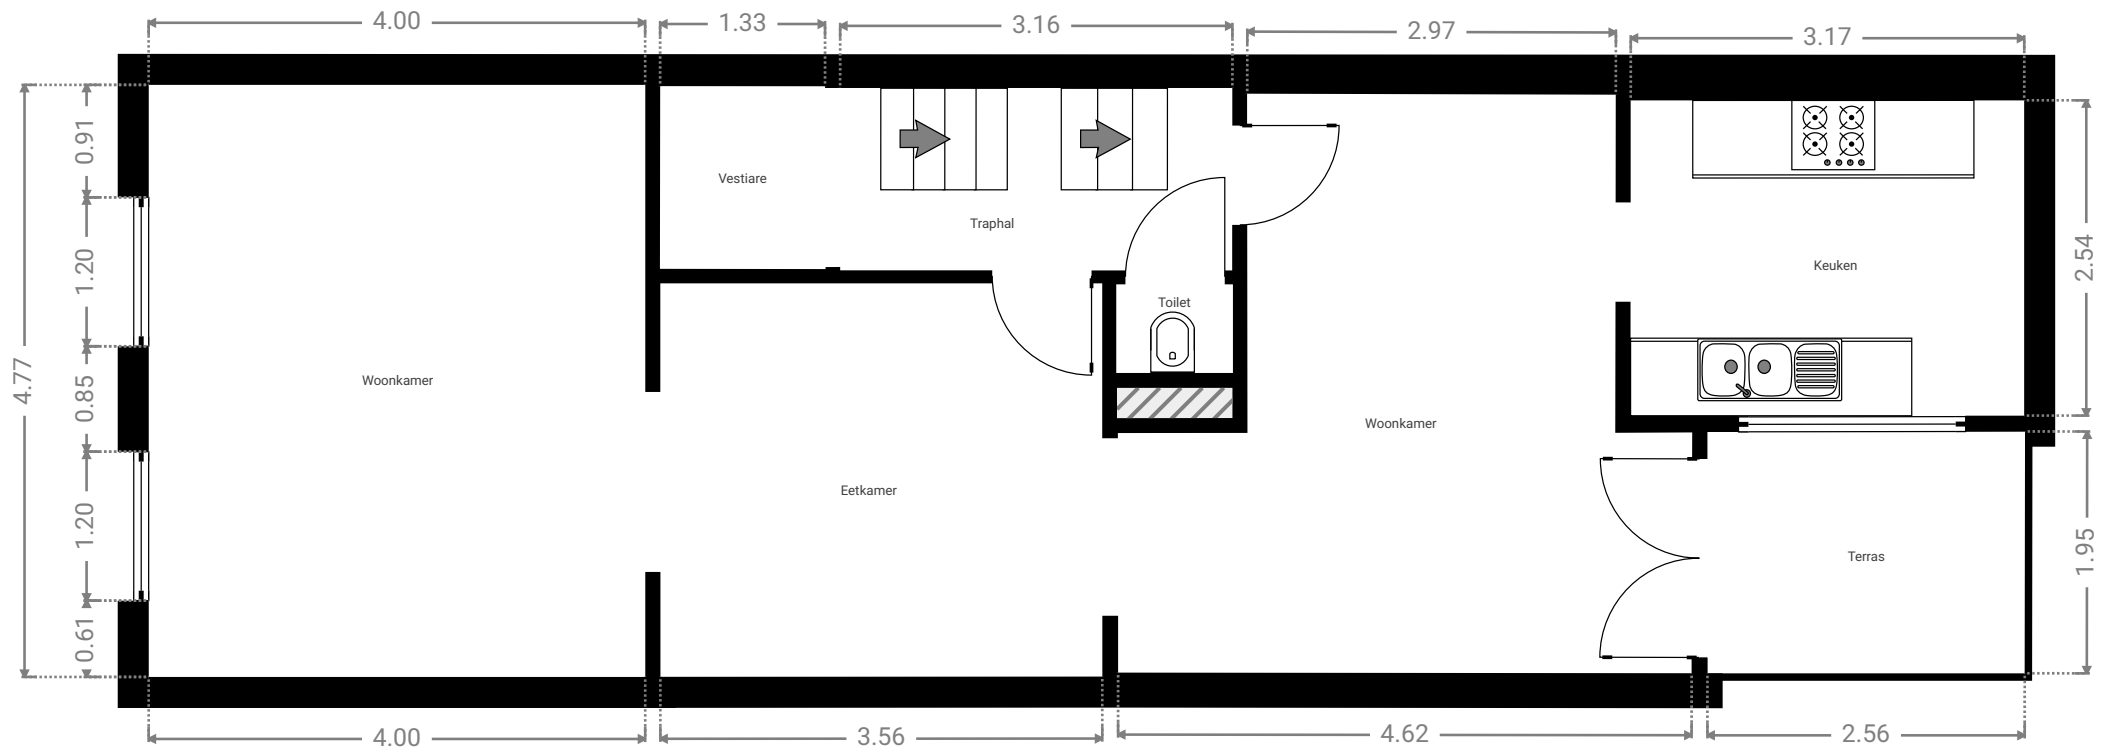 4.00
1.33
3.16
2.97
3.17
0.91
1.20
0.85
1.20
0.61
4.77
Vestiare
Traphal
Keuken
2.54
Toilet
Woonkamer
Woonkamer
Eetkamer
Terras
1.95
4.00
3.56
4.62
2.56